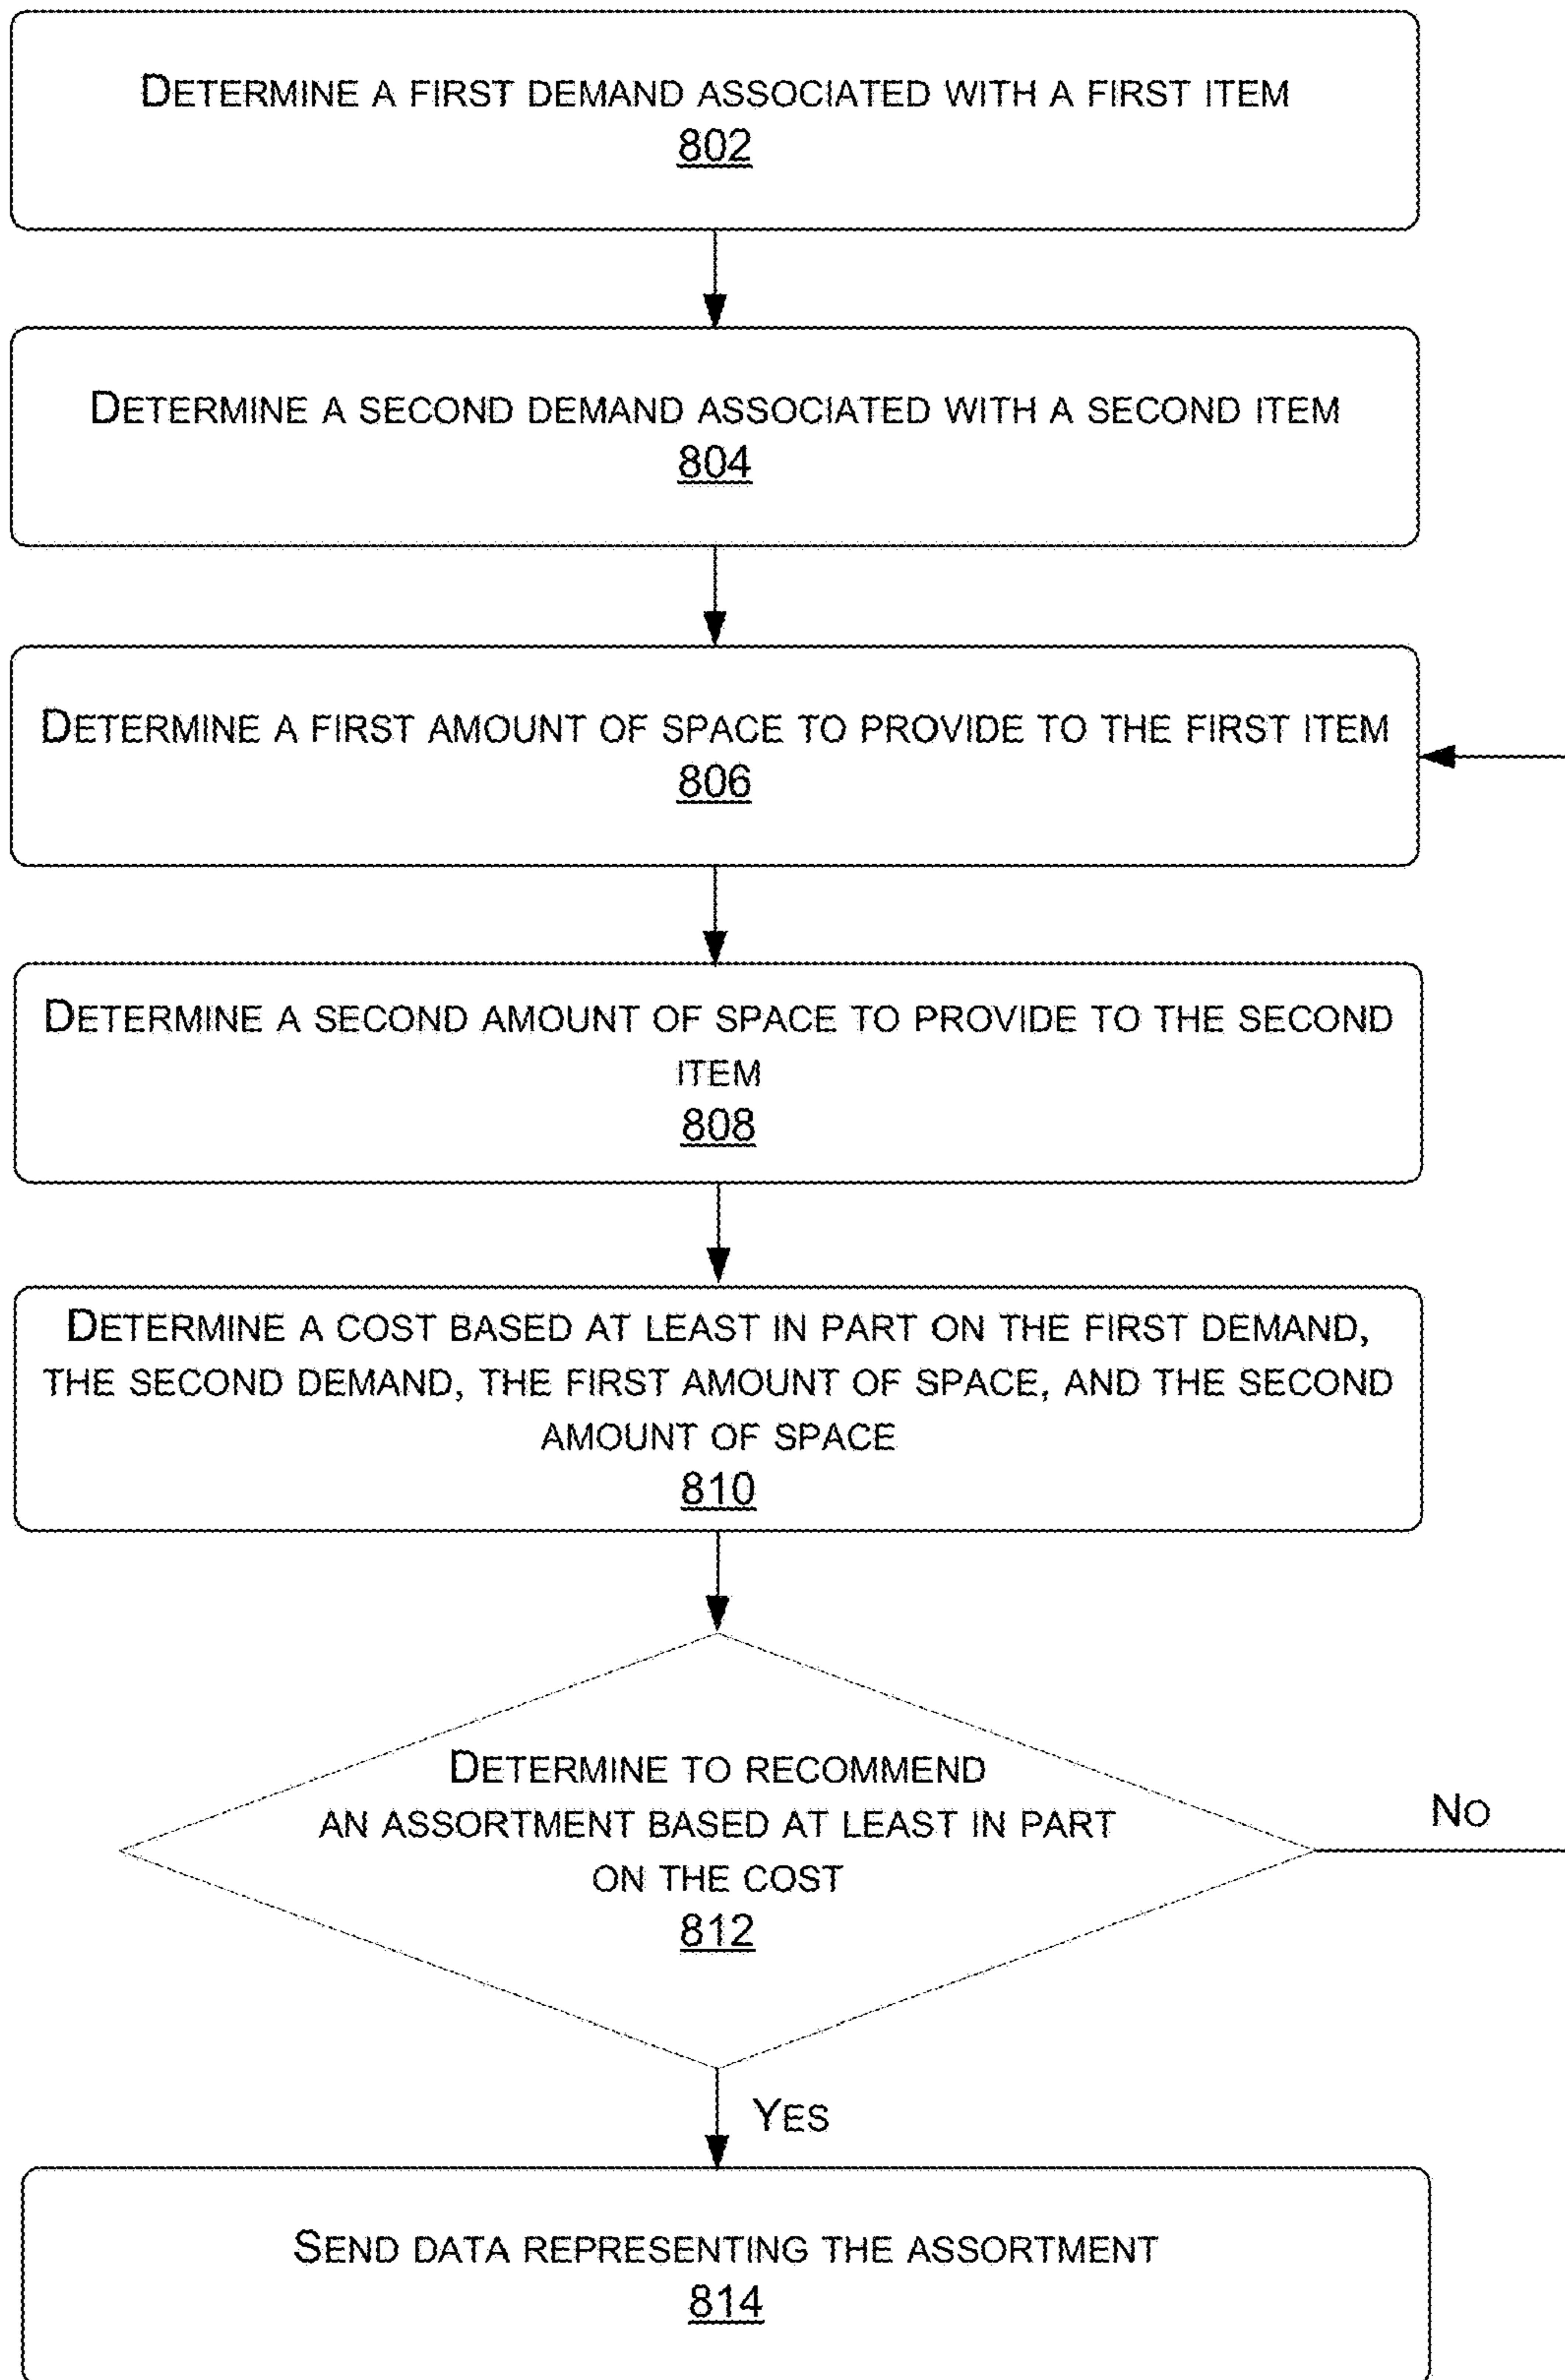 DETERMINE A FIRST DEMAND ASSOCIATED WITH A FIRST ITEM
802
DETERMINE A SECOND DEMAND ASSOCIATED WITH A SECOND ITEM
804
DETERMINE A FIRST AMOUNT OF SPACE TO PROVIDE TO THE FIRST ITEM
806
DETERMINE A SECOND AMOUNT OF SPACE TO PROVIDE TO THE SECOND
ITEM
808
DETERMINE A COST BASED AT LEAST IN PART ON THE FIRST DEMAND,
THE SECOND DEMAND, THE FIRST AMOUNT OF SPACE, AND THE SECOND
AMOUNT OF SPACE
810
DETERMINE TO RECOMMEND
AN ASSORTMENT BASED AT LEAST IN PART
ON THE COST
812
NO
YES
SEND DATA REPRESENTING THE ASSORTMENT
814